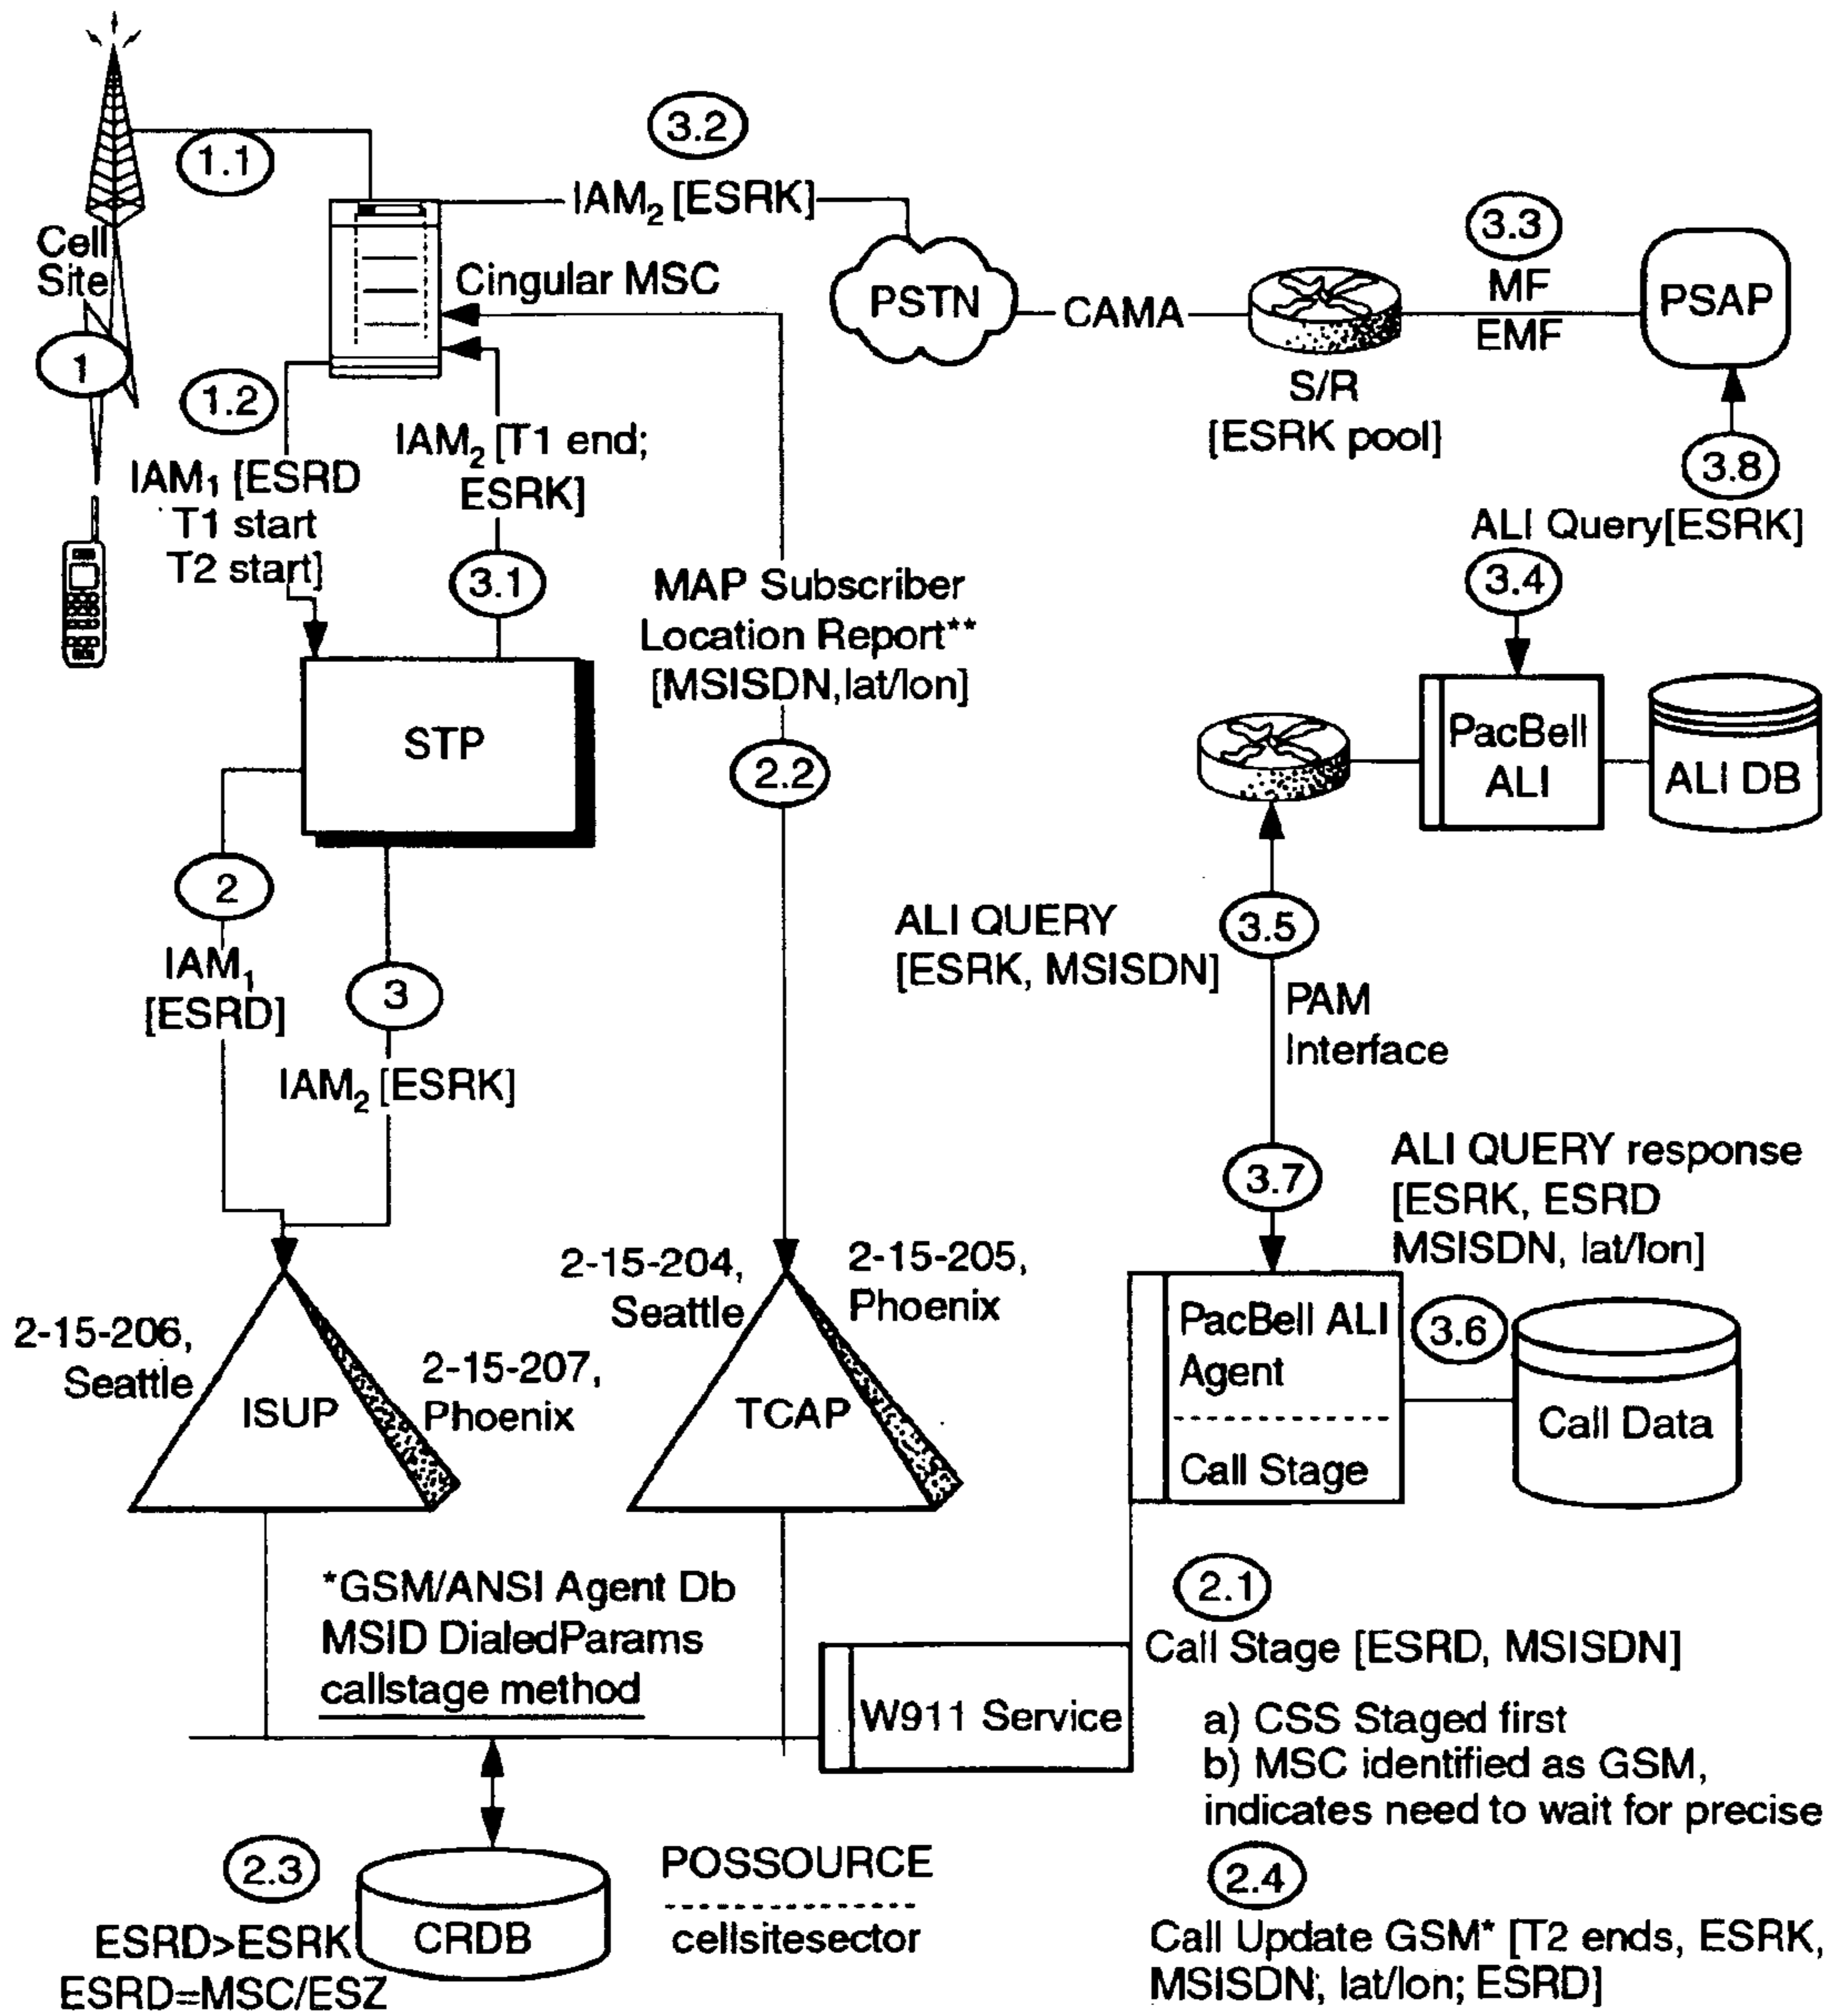 3.2
1.1
IAM2 [ESRK]
3.3
Cell
Site
Cingular MSC
PSTN
CAMA
MF
EMF
PSAP
1
1.2
S/R
[ESRK pool]
IAM1 [ESRD
T1 start
T2 start]
IAM2 [T1 end;
ESRK]
3.8
ALI Query[ESRK]
3.1
3.4
MAP Subscriber
Location Report**
[MSISDN,lat/lon]
STP
2.2
PacBell
ALI
ALI DB
2
3
ALI QUERY
[ESRK, MSISDN]
3.5
IAM1
[ESRD]
PAM
Interface
IAM2 [ESRK]
3.7
ALI QUERY response
[ESRK, ESRD
MSISDN, lat/lon]
2-15-206,
Seattle
2-15-207,
Phoenix
ISUP
2-15-204,
Seattle
2-15-205,
Phoenix
TCAP
PacBell ALI
Agent
Call Stage
3.6
Call Data
*GSM/ANSI Agent Db
MSID DialedParams
callstage method
W911 Service
2.1
Call Stage [ESRD, MSISDN]
a) CSS Staged first
b) MSC identified as GSM,
indicates need to wait for precise
2.3
ESRD>ESRK
ESRD=MSC/ESZ
CRDB
POSSOURCE
cellsitesector
2.4
Call Update GSM* [T2 ends, ESRK,
MSISDN; lat/lon; ESRD]